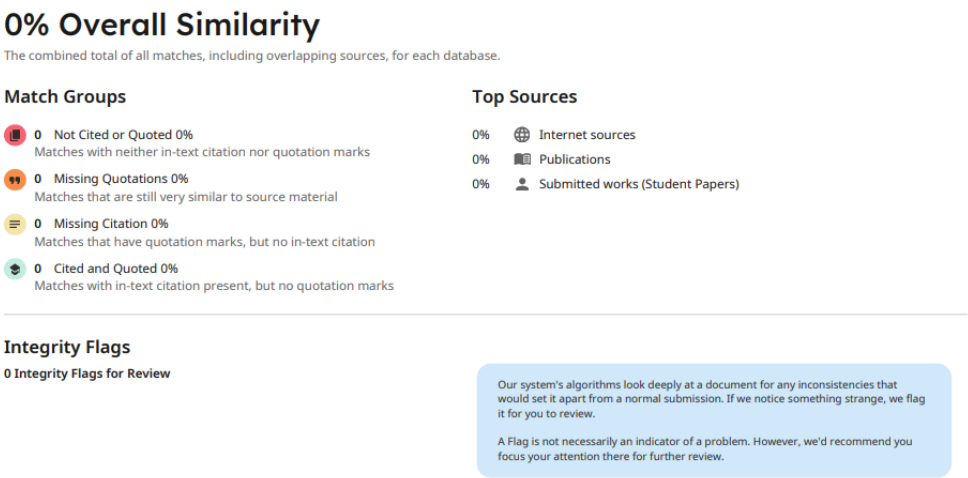 0% Overall Similarity
The combined total of all matches, including overlapping sources, for each database.
Match Groups
0 Not Cited or Quoted 0%
Matches with neither in-text citation nor quotation marks
0 Missing Quotations 0%
Matches that are still very similar to source material
0 Missing Citation 0%
Matches that have quotation marks, but no in-text citation
0 Cited and Quoted 0%
Matches with in-text citation present, but no quotation marks
Top Sources
0% Internet sources
0% Publications
0% Submitted works (Student Papers)
Integrity Flags
0 Integrity Flags for Review
Our system's algorithms look deeply at a document for any inconsistencies that
would set it apart from a normal submission. If we notice something strange, we flag
it for you to review.
A Flag is not necessarily an indicator of a problem. However, we'd recommend you
focus your attention there for further review.